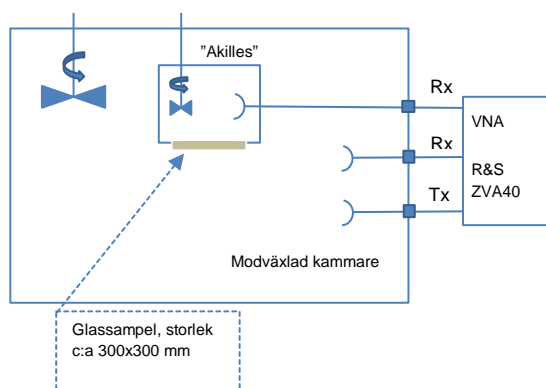 ”Akilles”
Rx
VNA
Rx
R&S
ZVA40
Tx
Modväxlad kammare
Glassampel, storlek
c:a 300x300 mm